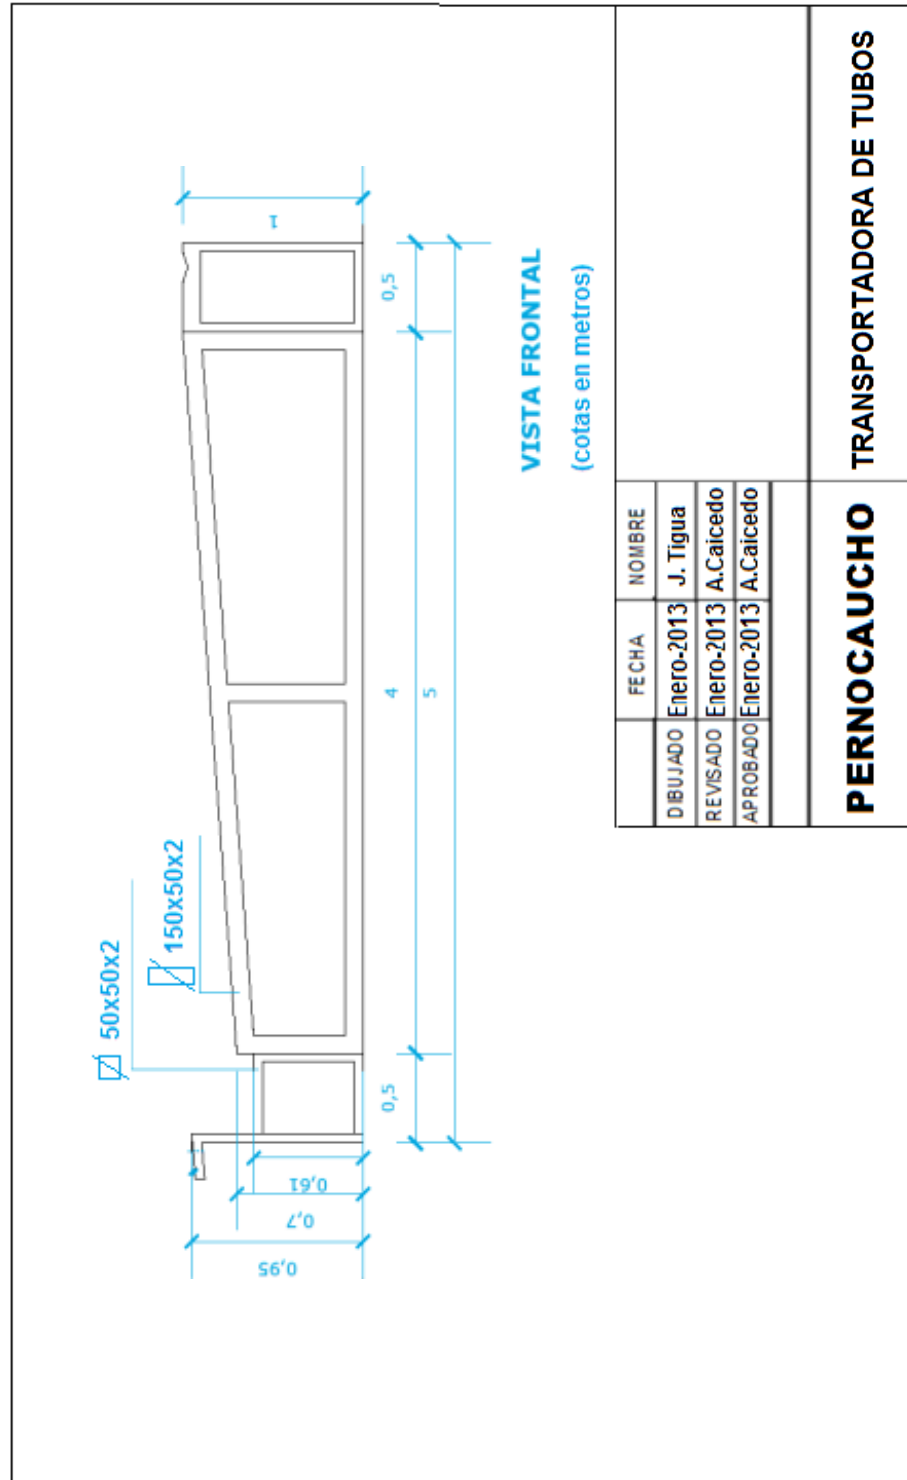 50x50x2
150x50x2
1
0,5
4
5
0,5
0,61
0,7
0,95
VISTA FRONTAL
(cotas en metros)
FECHA NOMBRE
DIBUJADO Enero-2013 J. Tigua
REVISADO Enero-2013 A.Caicedo
APROBADO Enero-2013 A.Caicedo
PERNOCAUCHO TRANSPORTADORA DE TUBOS